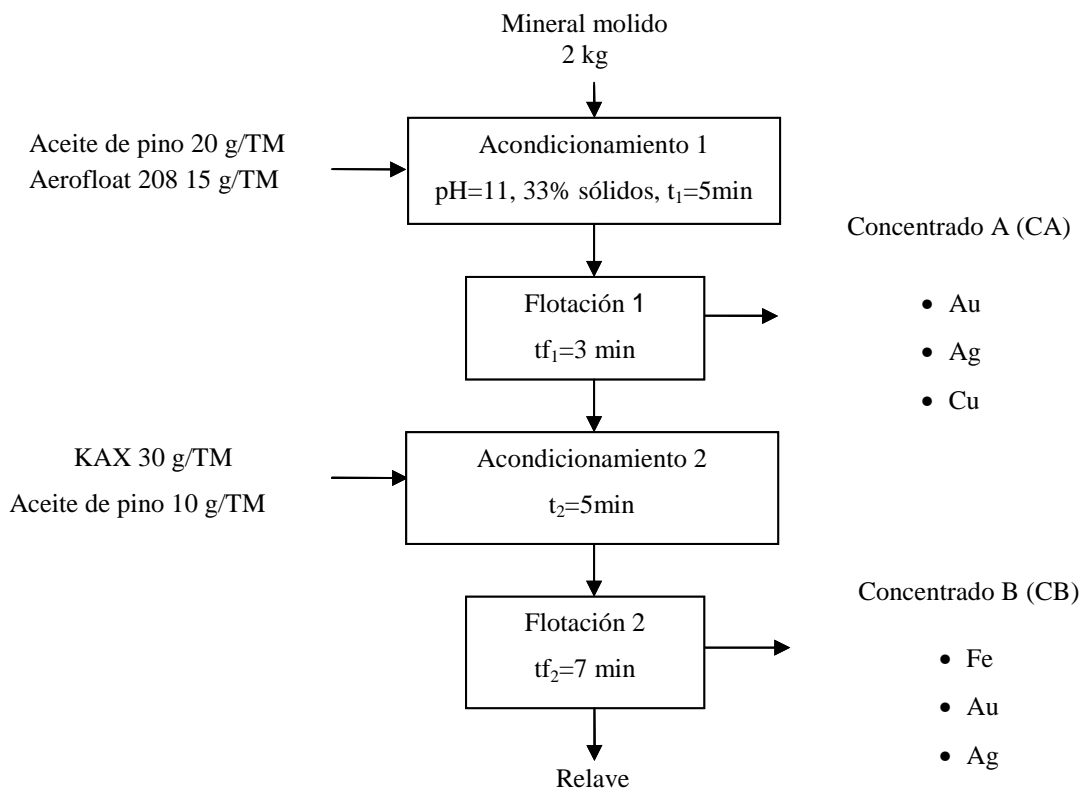 Mineral molido
2 kg
Aceite de pino 20 g/TM
Aerofloat 208 15 g/TM
Acondicionamiento 1
pH=11, 33% sólidos, t₁=5min
Concentrado A (CA)
Flotación 1
tf₁=3 min
• Au
• Ag
• Cu
KAX 30 g/TM
Aceite de pino 10 g/TM
Acondicionamiento 2
t₂=5min
Concentrado B (CB)
Flotación 2
tf₂=7 min
• Fe
• Au
• Ag
Relave